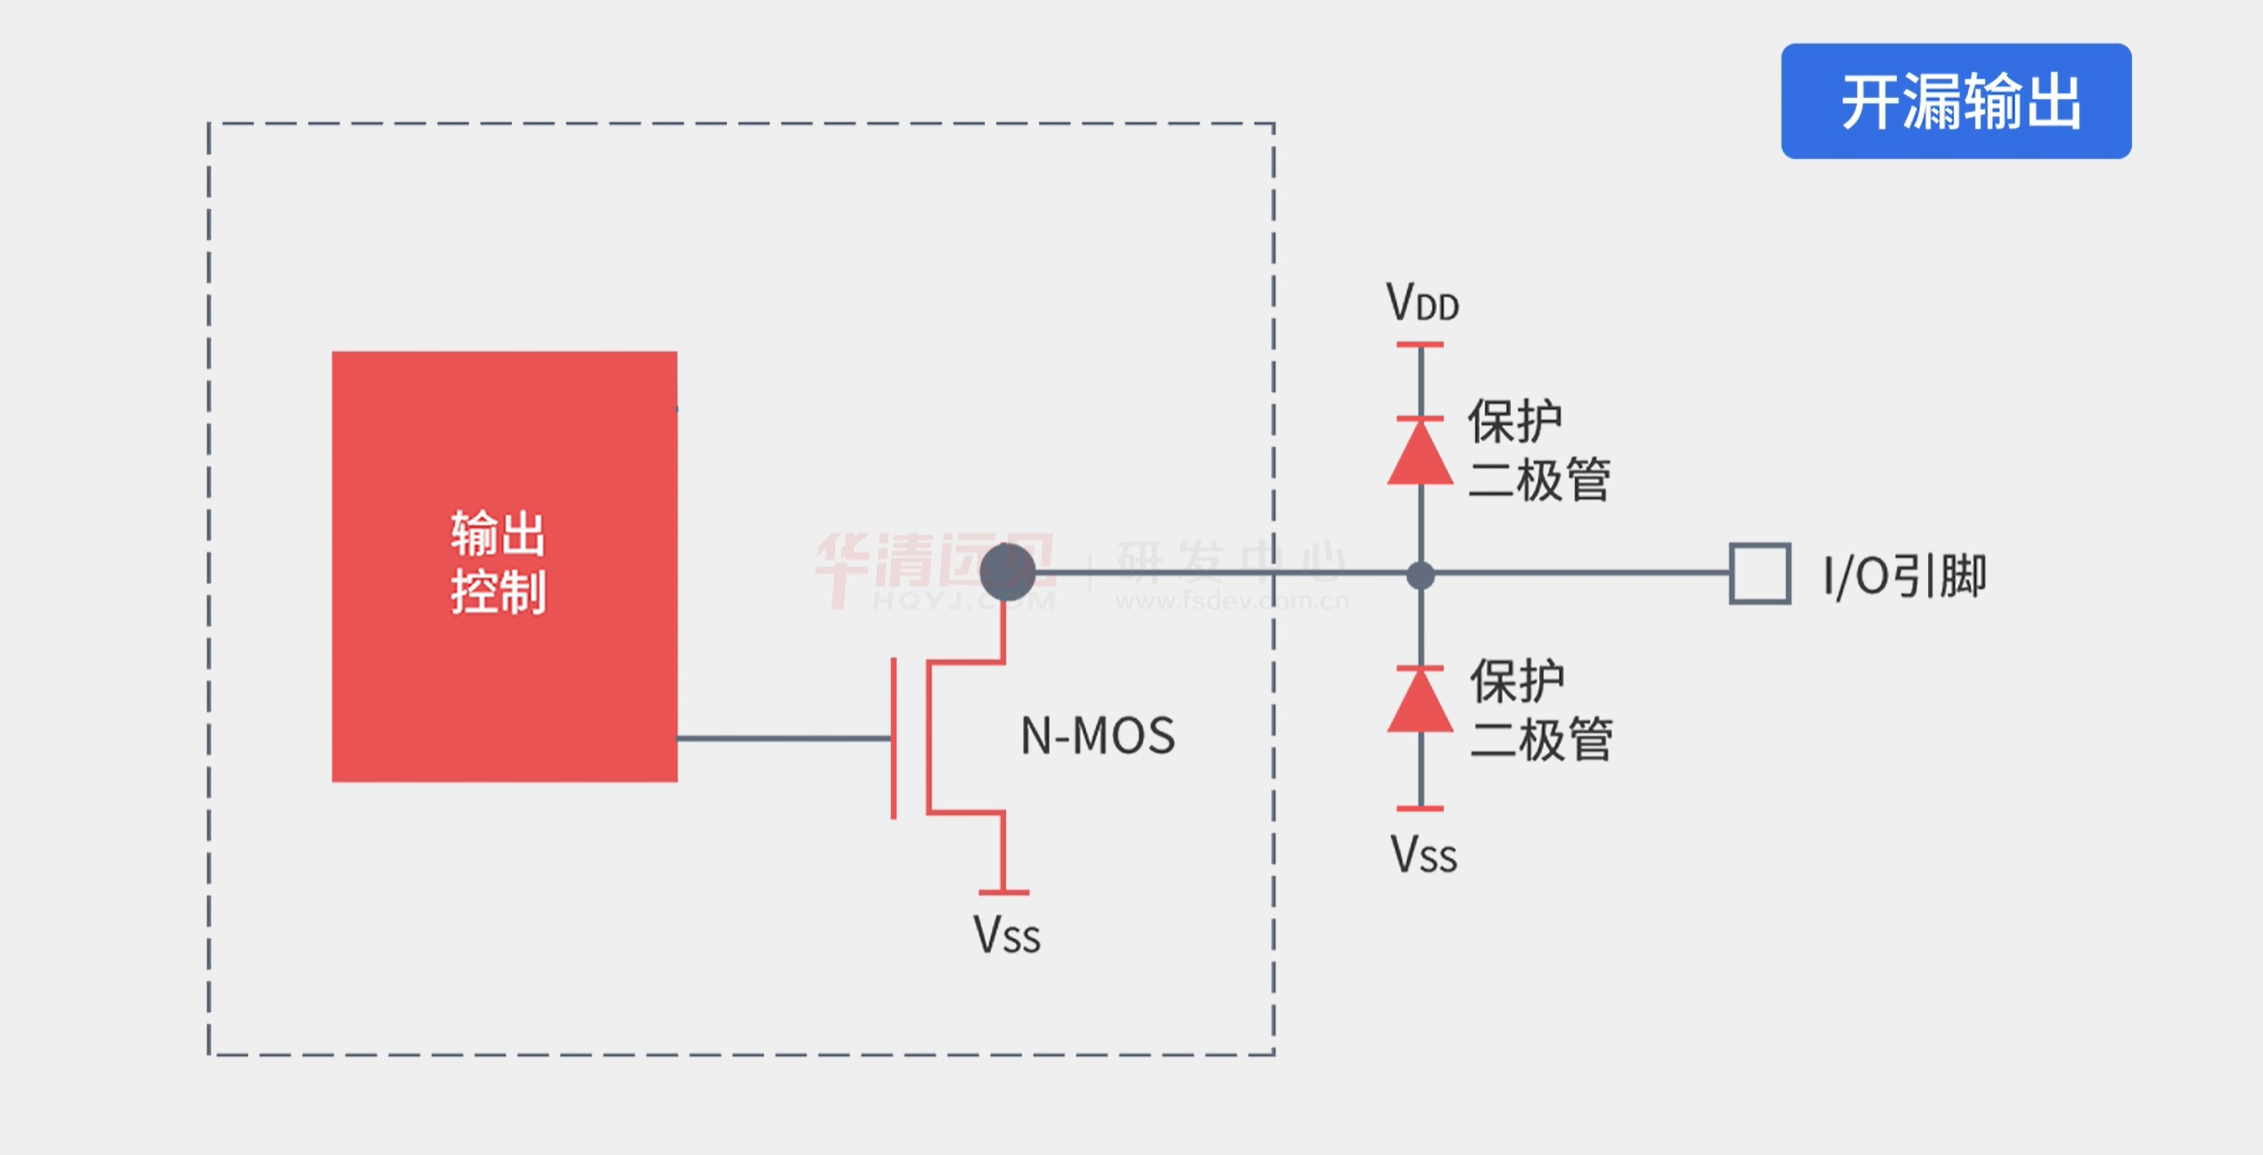 开漏输出
VDD
保护
二极管
输出
控制
华清远见
HQYJ.COM
研发中心
www.fsdev.com.cn
I/O引脚
保护
二极管
N-MOS
VSS
VSS